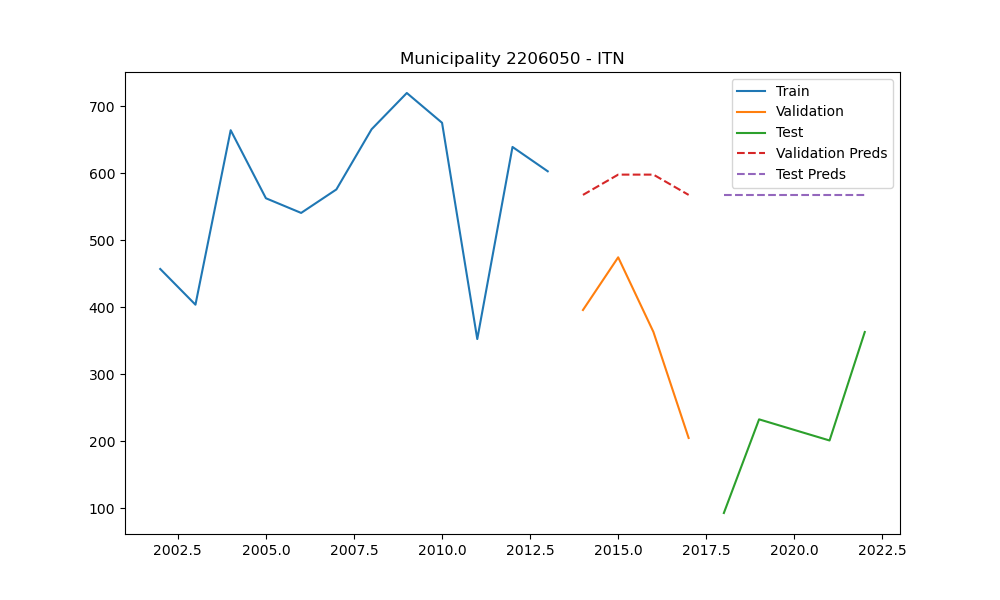 Municipality 2206050 - ITN
Train
Validation
Test
Validation Preds
Test Preds
700
600
500
400
300
200
100
2002.5 2005.0 2007.5 2010.0 2012.5 2015.0 2017.5 2020.0 2022.5